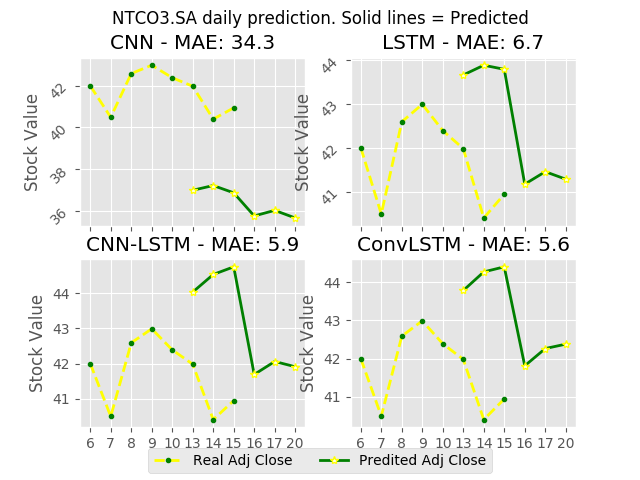 NTCO3.SA daily prediction. Solid lines = Predicted
CNN - MAE: 34.3
LSTM - MAE: 6.7
Stock Value
42
40
38
36
Stock Value
44
43
42
41
CNN-LSTM - MAE: 5.9
ConvLSTM - MAE: 5.6
Stock Value
44
43
42
41
6 7 8 9 10 13 14 15 16 17 20
Stock Value
44
43
42
41
6 7 8 9 10 13 14 15 16 17 20
Real Adj Close
Predited Adj Close